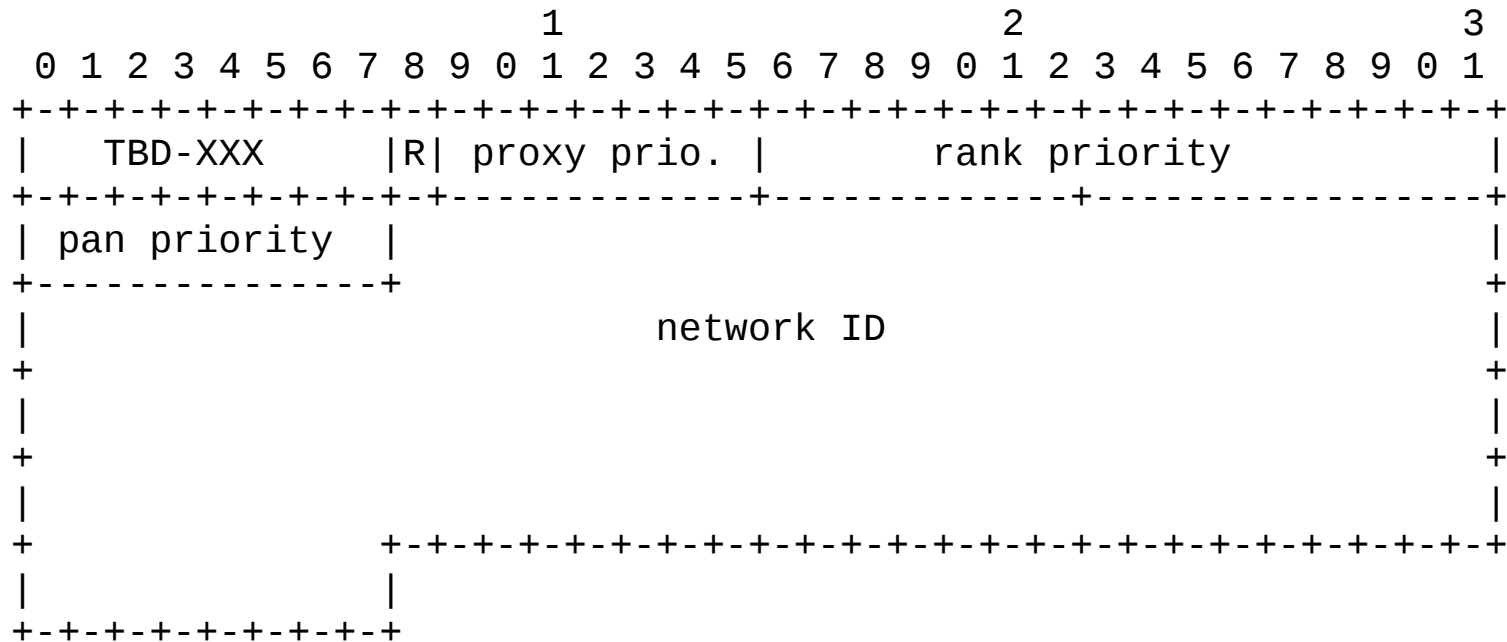 1                   2                   3
 0 1 2 3 4 5 6 7 8 9 0 1 2 3 4 5 6 7 8 9 0 1 2 3 4 5 6 7 8 9 0 1
+-+-+-+-+-+-+-+-+-+-+-+-+-+-+-+-+-+-+-+-+-+-+-+-+-+-+-+-+-+-+-+-+
|   TBD-XXX     |R| proxy prio. |       rank priority           |
+-+-+-+-+-+-+-+-+-+-------------+-------------+-----------------+
| pan priority  |                                               |
+---------------+                                               +
|                           network ID                          |
+                                                               +
|                                                               |
+                                                               +
|                                                               |
+               +-+-+-+-+-+-+-+-+-+-+-+-+-+-+-+-+-+-+-+-+-+-+-+-+
|               |
+-+-+-+-+-+-+-+-+